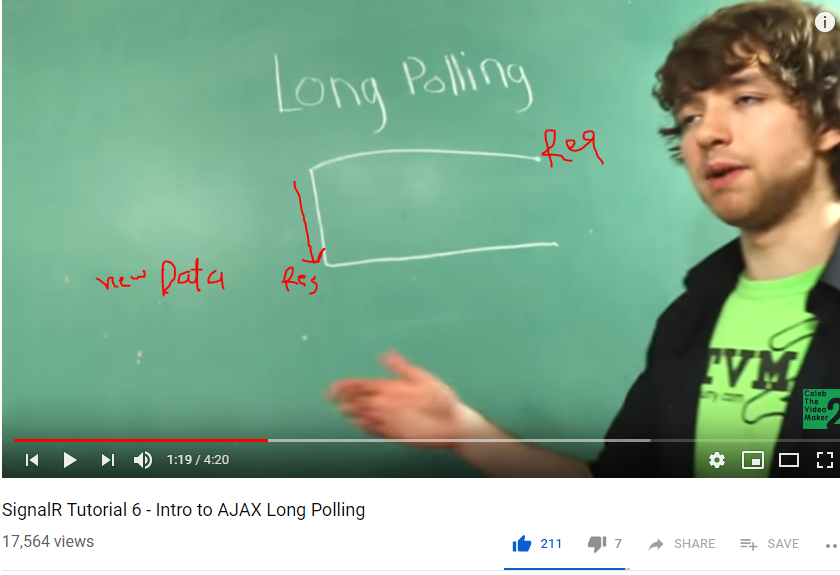 Long Polling
Req
new Data
Res
TVM
Caleb
The
Video
Maker
2
1:19 / 4:20
SignalR Tutorial 6 - Intro to AJAX Long Polling
17,564 views
211
7
SHARE
SAVE